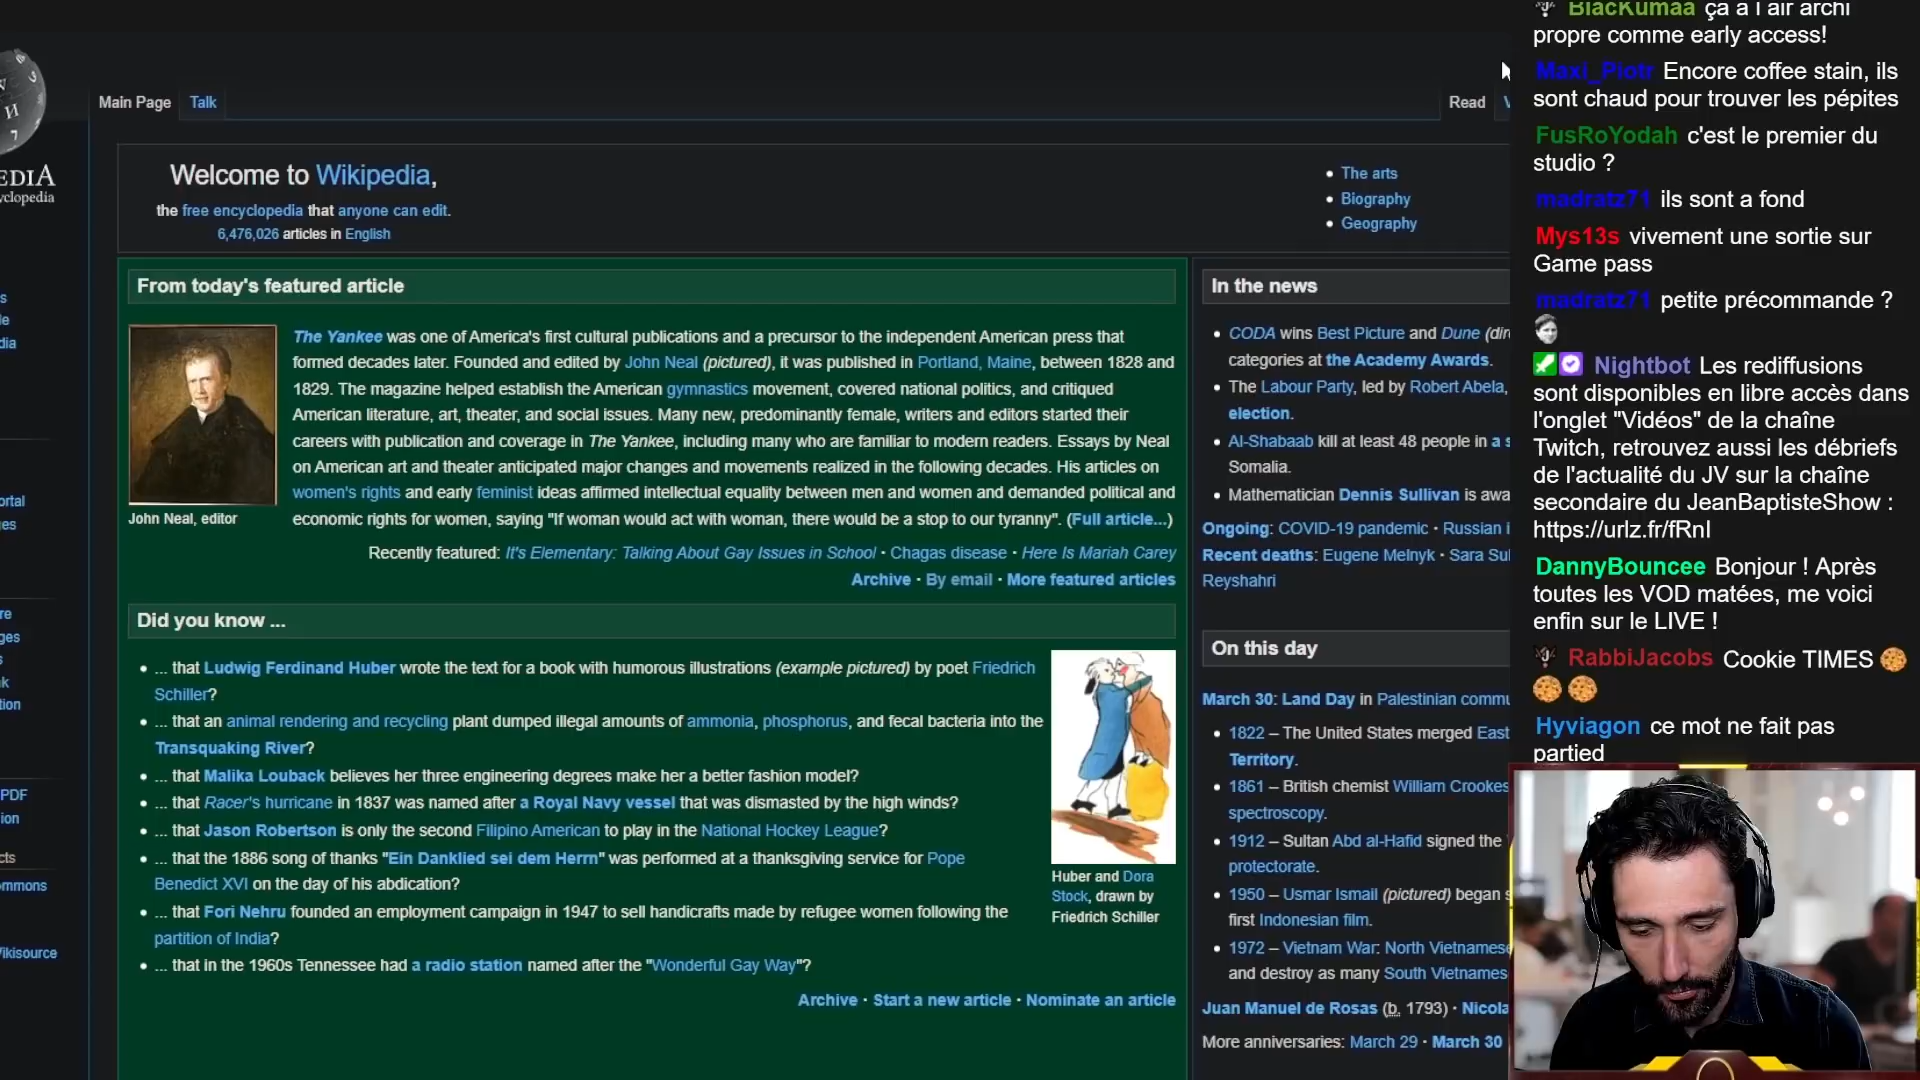 EDIA
clopedia
s
le
dia
ortal
es
re
ges
s
k
tion
PDF
ion
cts
mmons
Vikisource
Main Page
Talk
Read
Welcome to Wikipedia,
the free encyclopedia that anyone can edit.
6,476,026 articles in English
• The arts
• Biography
• Geography
From today's featured article
The Yankee was one of America's first cultural publications and a precursor to the independent American press that
formed decades later. Founded and edited by John Neal (pictured), it was published in Portland, Maine, between 1828 and
1829. The magazine helped establish the American gymnastics movement, covered national politics, and critiqued
American literature, art, theater, and social issues. Many new, predominantly female, writers and editors started their
careers with publication and coverage in The Yankee, including many who are familiar to modern readers. Essays by Neal
on American art and theater anticipated major changes and movements realized in the following decades. His articles on
women's rights and early feminist ideas affirmed intellectual equality between men and women and demanded political and
economic rights for women, saying "If woman would act with woman, there would be a stop to our tyranny". (Full article...)
John Neal, editor
Recently featured: It's Elementary: Talking About Gay Issues in School • Chagas disease • Here Is Mariah Carey
Archive • By email • More featured articles
Did you know ...
• ... that Ludwig Ferdinand Huber wrote the text for a book with humorous illustrations (example pictured) by poet Friedrich
Schiller?
• ... that an animal rendering and recycling plant dumped illegal amounts of ammonia, phosphorus, and fecal bacteria into the
Transquaking River?
• ... that Malika Louback believes her three engineering degrees make her a better fashion model?
• ... that Racer's hurricane in 1837 was named after a Royal Navy vessel that was dismasted by the high winds?
• ... that Jason Robertson is only the second Filipino American to play in the National Hockey League?
• ... that the 1886 song of thanks "Ein Danklied sei dem Herrn" was performed at a thanksgiving service for Pope
Benedict XVI on the day of his abdication?
• ... that Fori Nehru founded an employment campaign in 1947 to sell handicrafts made by refugee women following the
partition of India?
• ... that in the 1960s Tennessee had a radio station named after the "Wonderful Gay Way"?
Huber and Dora
Stock, drawn by
Friedrich Schiller
Archive • Start a new article • Nominate an article
In the news
• CODA wins Best Picture and Dune (dir
categories at the Academy Awards.
• The Labour Party, led by Robert Abela,
election.
• Al-Shabaab kill at least 48 people in a s
Somalia.
• Mathematician Dennis Sullivan is awa
Ongoing: COVID-19 pandemic • Russian i
Recent deaths: Eugene Melnyk • Sara Sul
Reyshahri
On this day
March 30: Land Day in Palestinian commu
• 1822 – The United States merged East
Territory.
• 1861 – British chemist William Crookes
spectroscopy.
• 1912 – Sultan Abd al-Hafid signed the
protectorate.
• 1950 – Usmar Ismail (pictured) began s
first Indonesian film.
• 1972 – Vietnam War: North Vietnamese
and destroy as many South Vietnamese
Juan Manuel de Rosas (b. 1793) • Nicola
More anniversaries: March 29 • March 30
BlacKumaa ça a l'air archi
propre comme early access!
Maxi_Piotr Encore coffee stain, ils
sont chaud pour trouver les pépites
FusRoYodah c'est le premier du
studio ?
madratz71 ils sont a fond
Mys13s vivement une sortie sur
Game pass
madratz71 petite précommande ?
Nightbot Les rediffusions
sont disponibles en libre accès dans
l'onglet "Vidéos" de la chaîne
Twitch, retrouvez aussi les débriefs
de l'actualité du JV sur la chaîne
secondaire du JeanBaptisteShow :
https://urlz.fr/fRnI
DannyBouncee Bonjour ! Après
toutes les VOD matées, me voici
enfin sur le LIVE !
RabbiJacobs Cookie TIMES 🍪
🍪 🍪
Hyviagon ce mot ne fait pas
partied